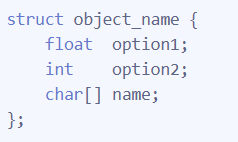 struct object_name {
    float  option1;
    int    option2;
    char[] name;
};